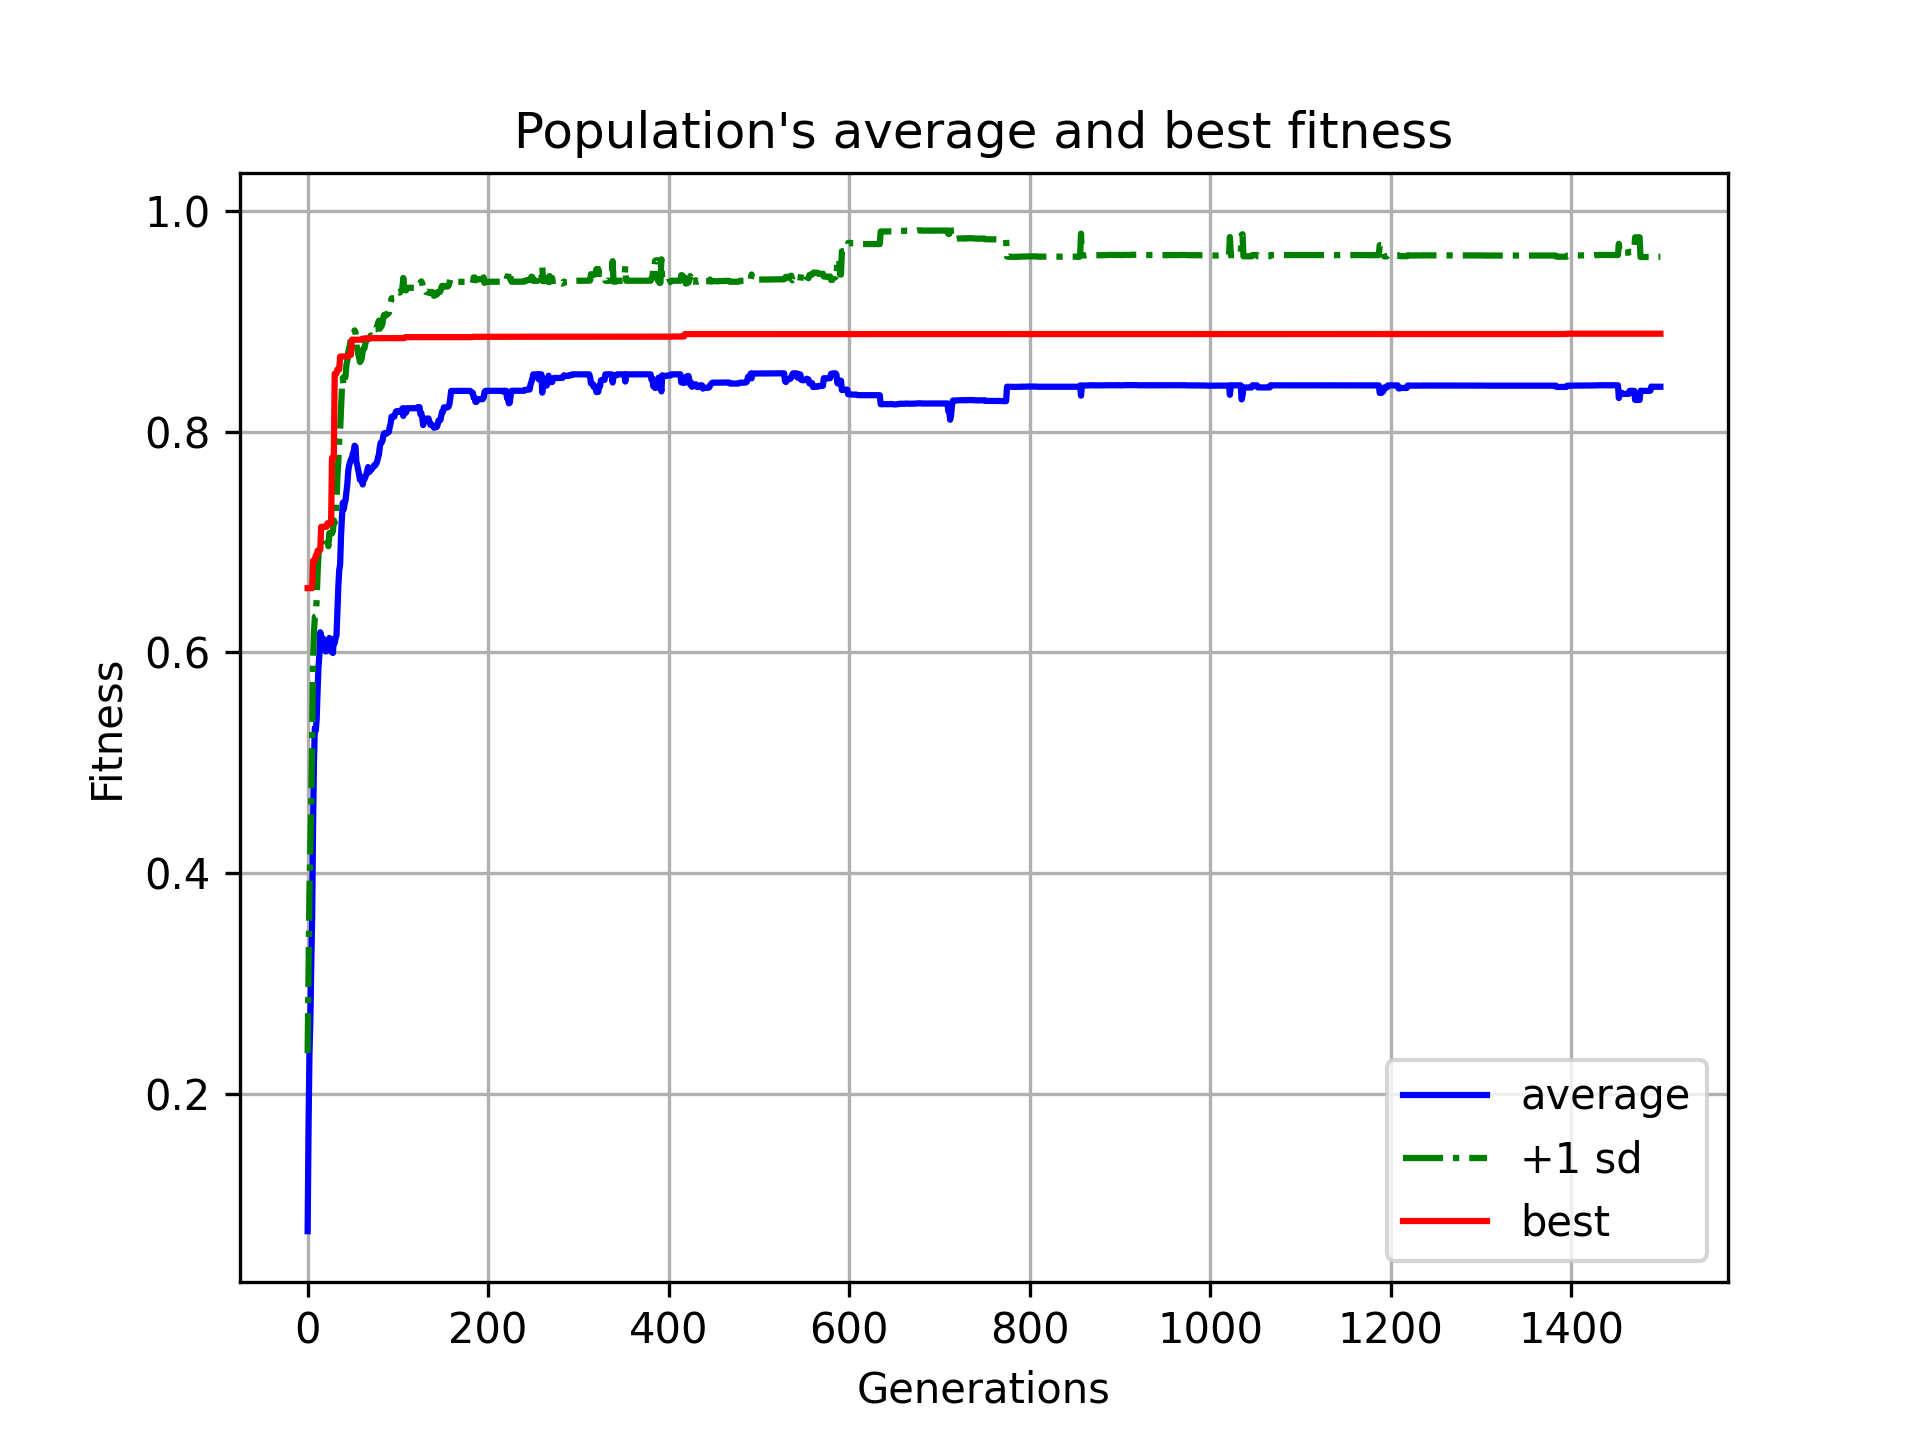 Population's average and best fitness
1.0
0.8
0.6
0.4
0.2
Fitness
average
+1 sd
best
0 200 400 600 800 1000 1200 1400
Generations